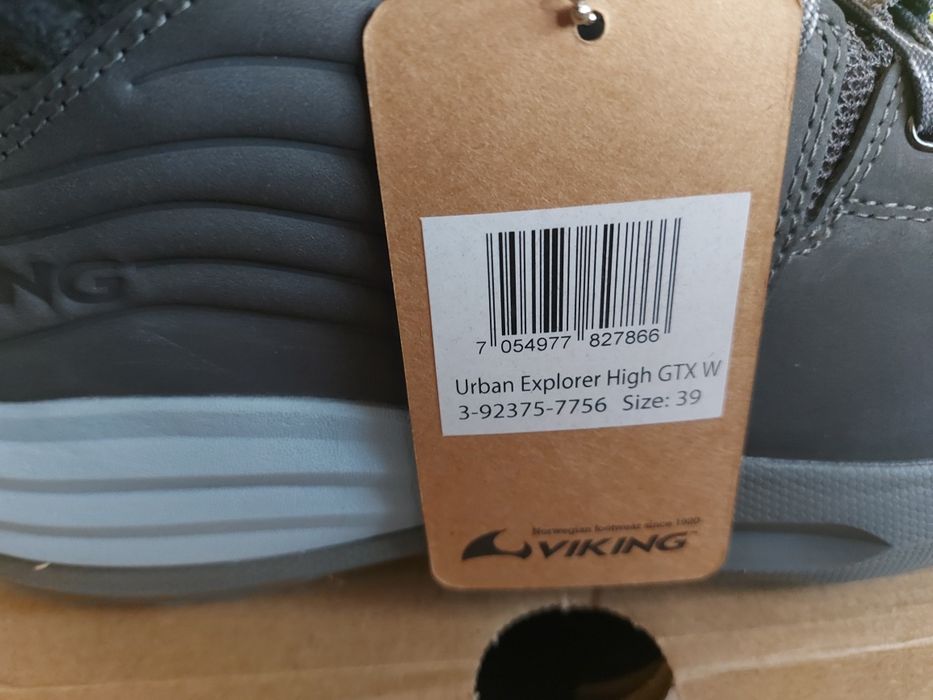 NG
7 054977 827866
Urban Explorer High GTX W
3-92375-7756 Size: 39
Norwegian footwear since 1920
VIKING